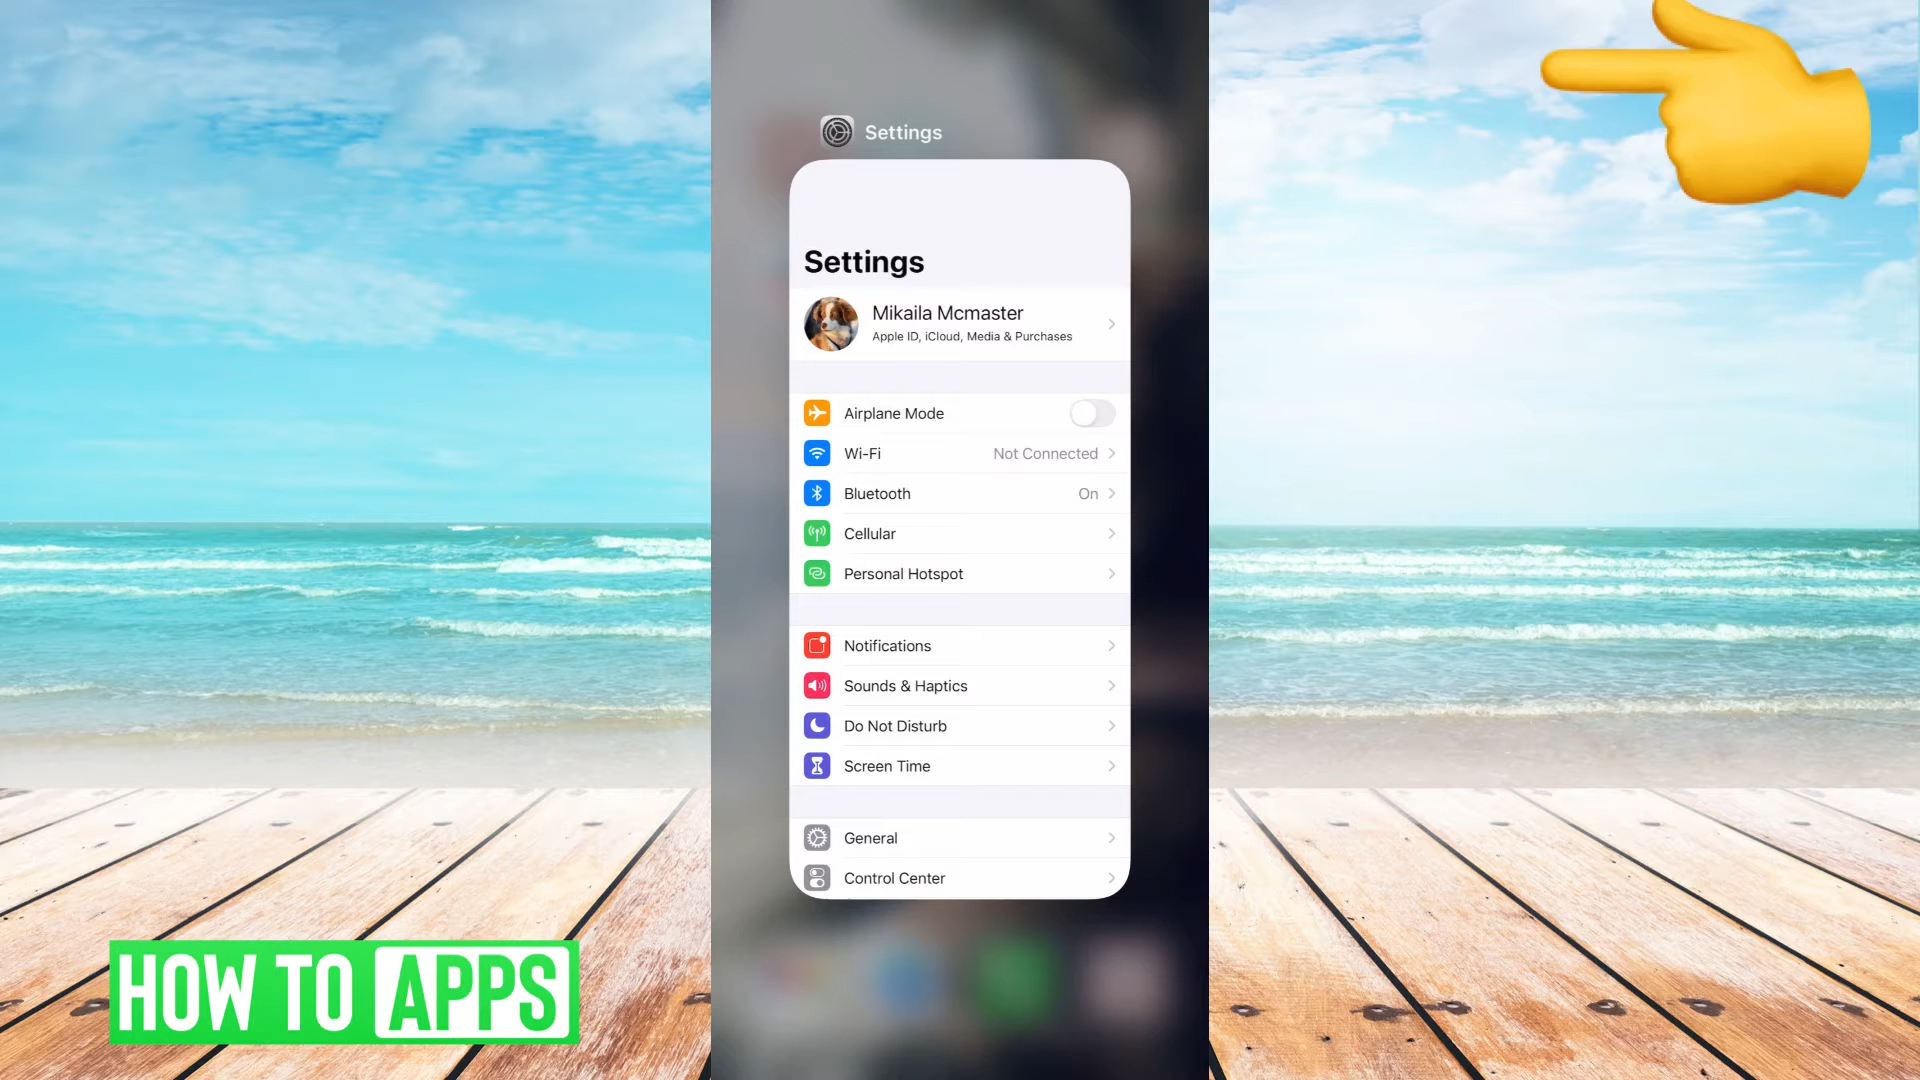 Settings
Settings
Mikaila Mcmaster
Apple ID, iCloud, Media & Purchases
Airplane Mode
Wi-Fi Not Connected
Bluetooth On
Cellular
Personal Hotspot
Notifications
Sounds & Haptics
Do Not Disturb
Screen Time
General
Control Center
HOW TO APPS